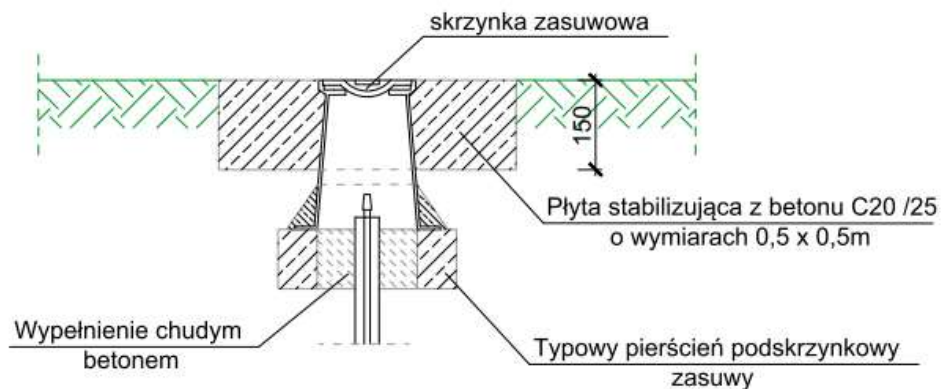 skrzynka zasuwowa
150
Płyta stabilizująca z betonu C20 /25
o wymiarach 0,5 x 0,5m
Wypełnienie chudym
betonem
Typowy pierścień podskrzynkowy
zasuwy